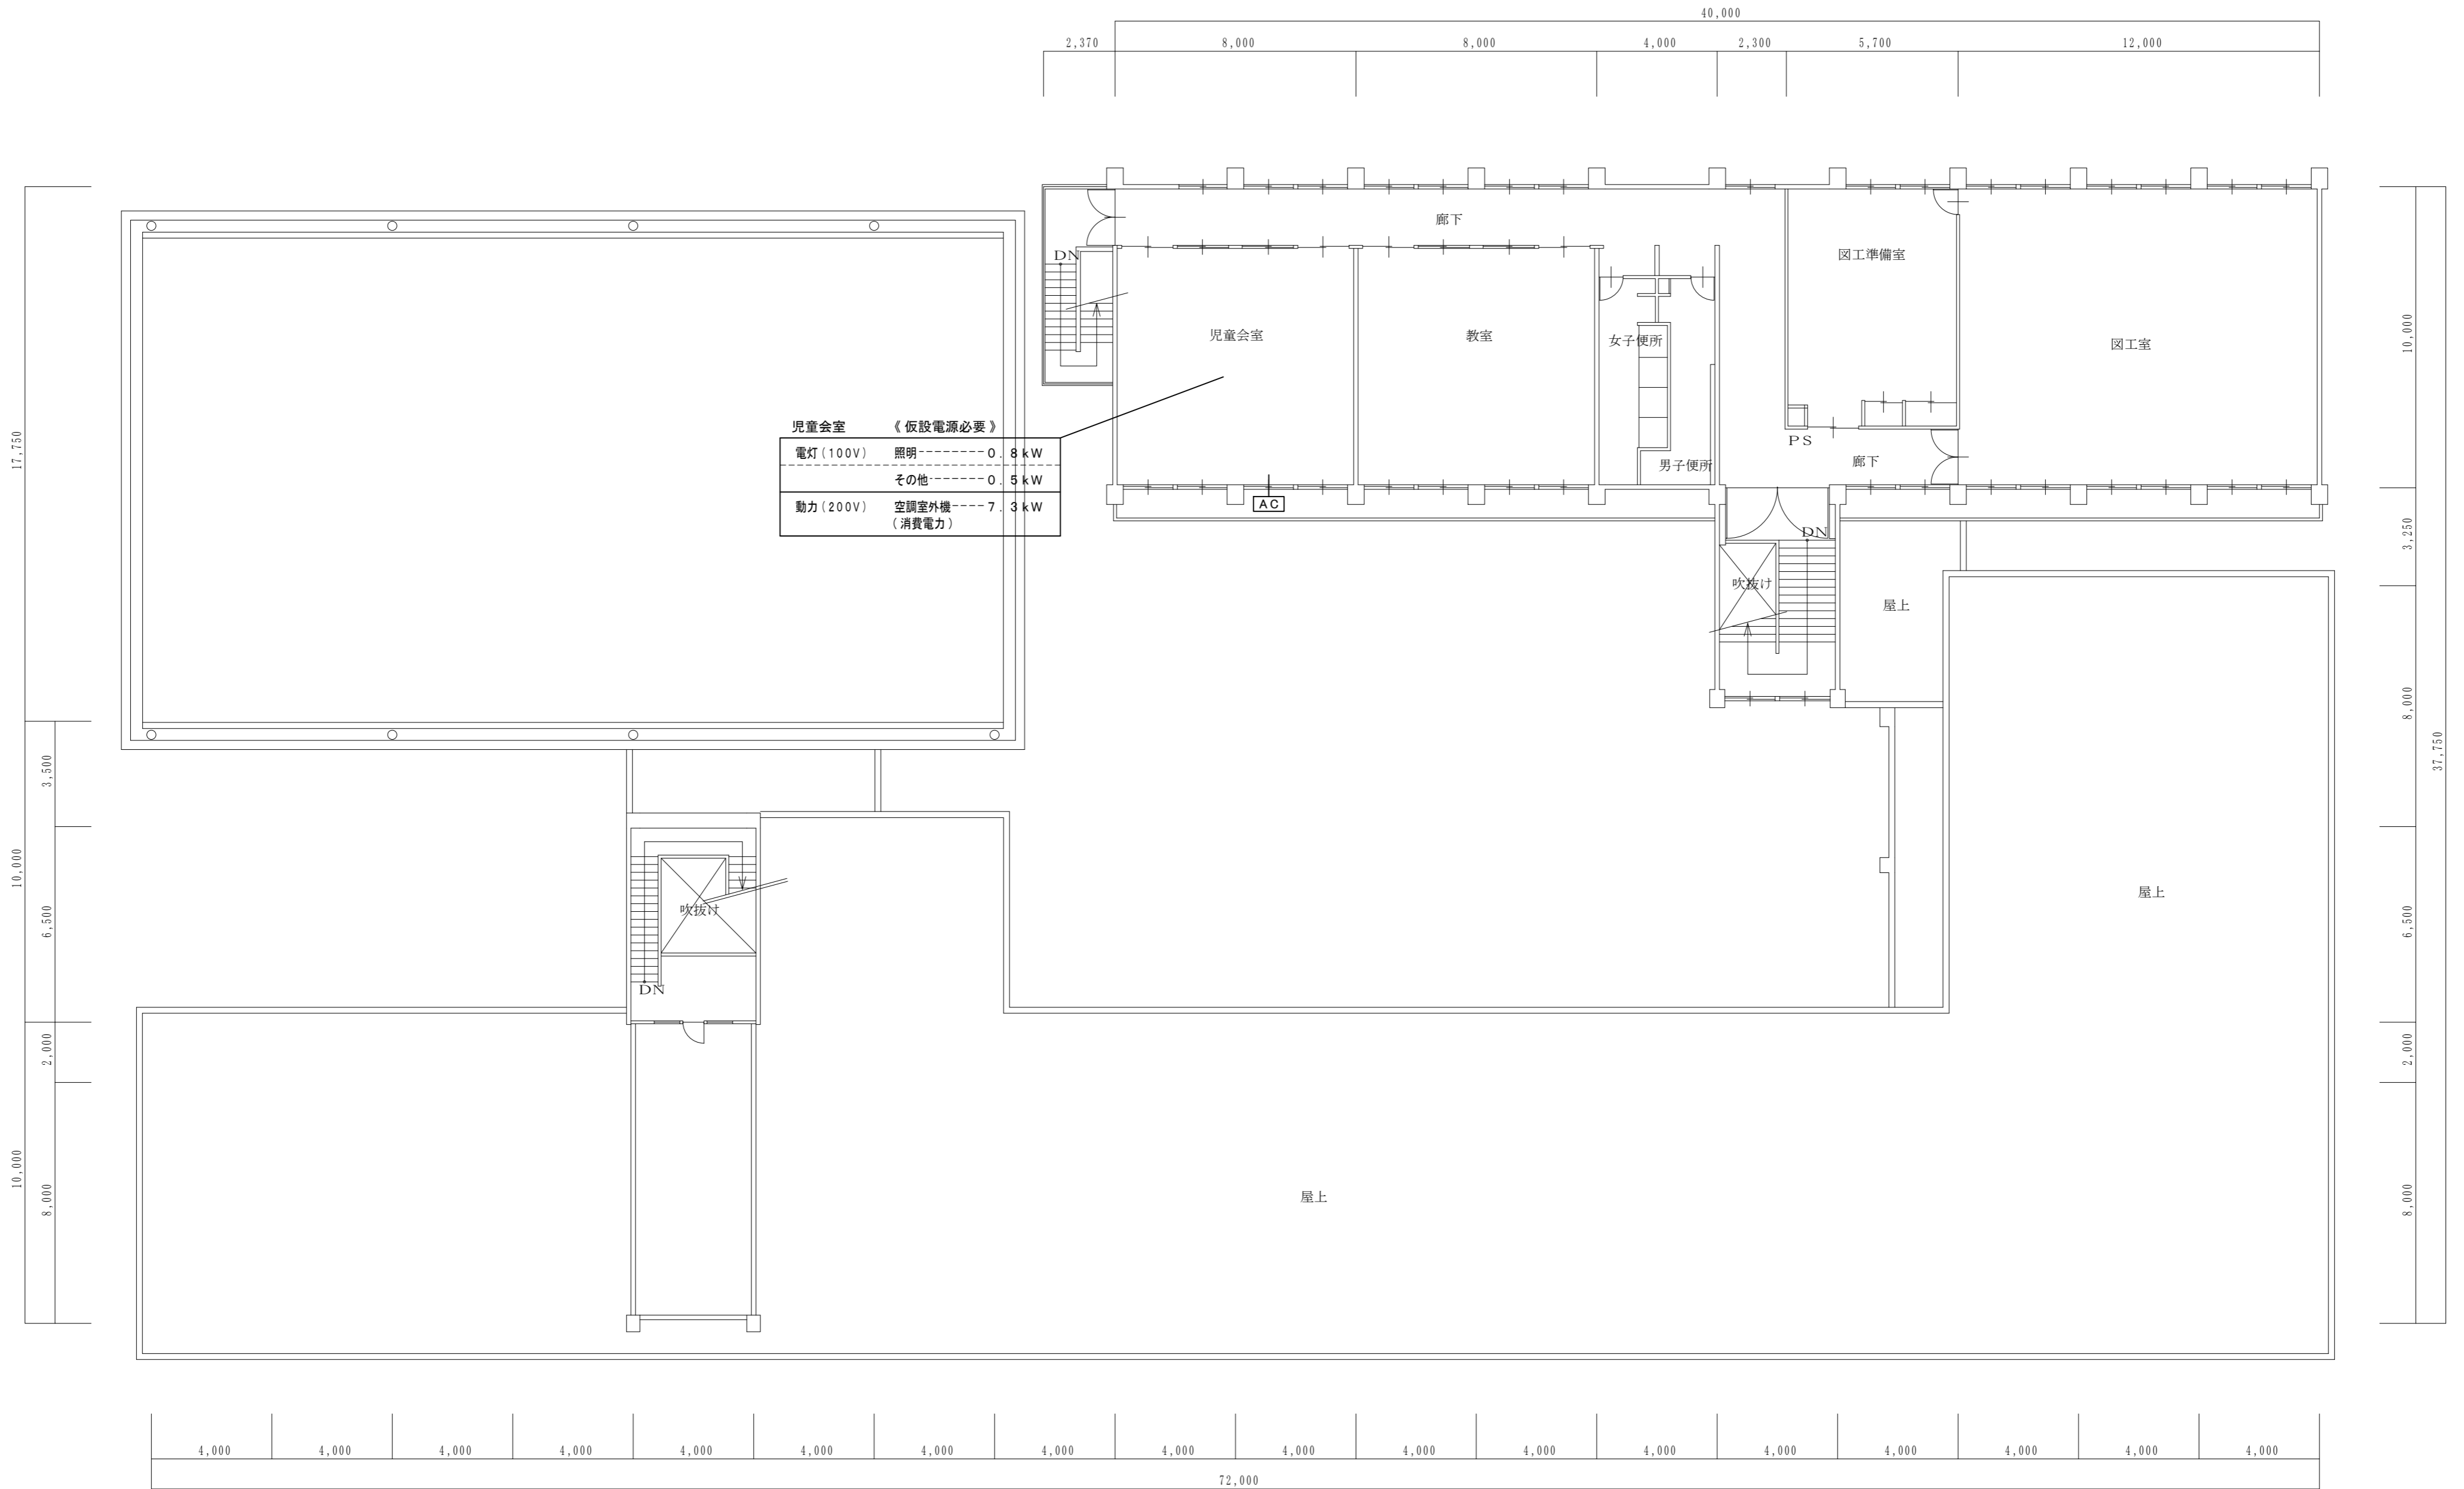 40,000
2,370 8,000 8,000 4,000 2,300 5,700 12,000
廊下
DN
図工準備室
児童会室
教室
女子便所
図工室
10,000
17,750
児童会室 《仮設電源必要》
電灯(100V) 照明--------0.8kW
その他------0.5kW
動力(200V) 空調室外機----7.3kW
(消費電力)
PS
男子便所
廊下
AC
DN
3,250
吹抜け
屋上
8,000
37,750
3,500
10,000
6,500
吹抜け
屋上
6,500
DN
2,000
2,000
10,000
8,000
屋上
8,000
4,000 4,000 4,000 4,000 4,000 4,000 4,000 4,000 4,000 4,000 4,000 4,000 4,000 4,000 4,000 4,000 4,000 4,000
72,000